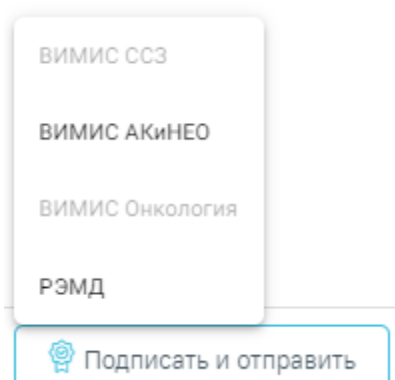 ВИМИС ССЗ
ВИМИС АКиНЕО
ВИМИС Онкология
РЭМД
Подписать и отправить